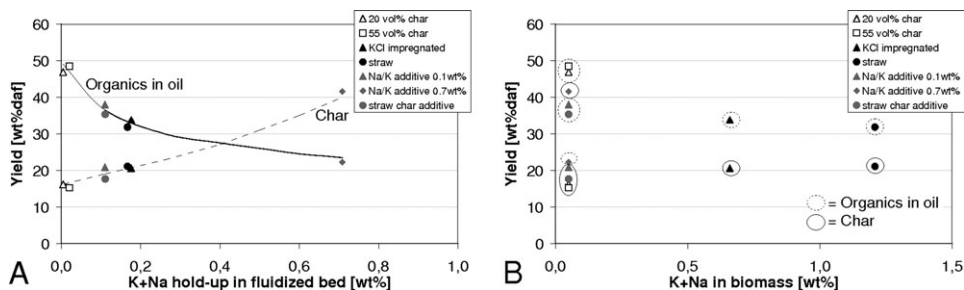 60
50
40
30
20
10
0
Yield [wt%daf]
Organics in oil
Char
20 vol% char
55 vol% char
KCl impregnated
straw
Na/K additive 0.1wt%
Na/K additive 0.7wt%
straw char additive
0,0 0,2 0,4 0,6 0,8 1,0
A K+Na hold-up in fluidized bed [wt%]
60
50
40
30
20
10
0
Yield [wt%daf]
20 vol% char
55 vol% char
KCl impregnated
straw
Na/K additive 0.1wt%
Na/K additive 0.7wt%
straw char additive
= Organics in oil
= Char
0,0 0,5 1,0 1,5
B K+Na in biomass [wt%]